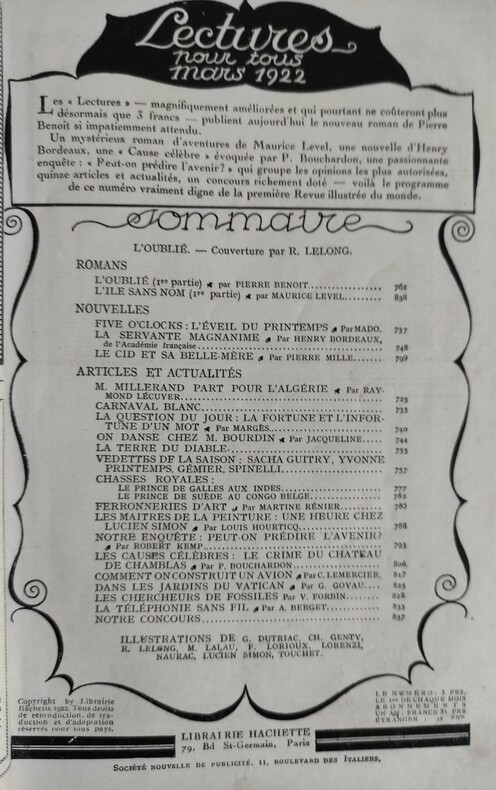 Lectures
pour tous
mars 1922
Les « Lectures » — magnifiquement améliorées et qui pourtant ne coûteront plus
désormais que 3 francs — publient aujourd'hui le nouveau roman de Pierre
Benoit si impatiemment attendu.
Un mystérieux roman d'aventures de Maurice Level, une nouvelle d'Henry
Bordeaux, une « Cause célèbre » évoquée par P. Bouchardon, une passionnante
enquête : « Peut-on prédire l'avenir? » qui groupe les opinions les plus autorisées,
quinze articles et actualités, un concours richement doté — voilà le programme
de ce numéro vraiment digne de la première Revue illustrée du monde.
Sommaire
L'OUBLIÉ. — Couverture par R. LELONG.
ROMANS
L'OUBLIÉ (1re partie) par PIERRE BENOIT................ 761
L'ILE SANS NOM (1re partie) par MAURICE LEVEL........ 838
NOUVELLES
FIVE O'CLOCKS : L'ÉVEIL DU PRINTEMPS Par MADO. 737
LA SERVANTE MAGNANIME Par HENRY BORDEAUX,
de l'Académie française.............. 748
LE CID ET SA BELLE-MÈRE Par PIERRE MILLE....... 799
ARTICLES ET ACTUALITÉS
M. MILLERAND PART POUR L'ALGÉRIE Par RAY-
MOND LÉCUYER.............. 723
CARNAVAL BLANC.............. 733
LA QUESTION DU JOUR : LA FORTUNE ET L'INFOR-
TUNE D'UN MOT Par MARGÈS.............. 740
ON DANSE CHEZ M. BOURDIN Par JACQUELINE..... 744
LA TERRE DU DIABLE.............. 753
VEDETTES DE LA SAISON : SACHA GUITRY, YVONNE
PRINTEMPS, GÉMIER, SPINELLI.............. 757
CHASSES ROYALES :
LE PRINCE DE GALLES AUX INDES.............. 777
LE PRINCE DE SUÈDE AU CONGO BELGE.............. 782
FERRONNERIES D'ART Par MARTINE RÉNIER....... 783
LES MAITRES DE LA PEINTURE : UNE HEURE CHEZ
LUCIEN SIMON Par LOUIS HOURTICQ.............. 788
NOTRE ENQUÊTE : PEUT-ON PRÉDIRE L'AVENIR?
Par ROBERT KEMP.............. 793
LES CAUSES CÉLÈBRES : LE CRIME DU CHATEAU
DE CHAMBLAS Par P. BOUCHARDON.............. 806
COMMENT ON CONSTRUIT UN AVION Par C. LEMERCIER. 817
DANS LES JARDINS DU VATICAN Par G. GOYAU.... 825
LES CHERCHEURS DE FOSSILES Par V. FORBIN... 828
LA TÉLÉPHONIE SANS FIL Par A. BERGET....... 833
NOTRE CONCOURS.............. 837
ILLUSTRATIONS DE G. DUTRIAC, CH. GENTY,
R. LELONG, M. LALAU, F. LORIOUX, LORENZI,
NAURAC, LUCIEN SIMON, TOUCHET.
Copyright by Librairie
Hachette 1922. Tous droits
de reproduction, de tra-
duction et d'adaptation
réservés pour tous pays.
LE NUMÉRO : 3 FRS,
LE 1er DE CHAQUE MOIS
ABONNEMENTS
UN AN : FRANCE FRS
ÉTRANGER : FRS
LIBRAIRIE HACHETTE
79, Bd St-Germain, Paris
SOCIÉTÉ NOUVELLE DE PUBLICITÉ, 11, BOULEVARD DES ITALIENS,